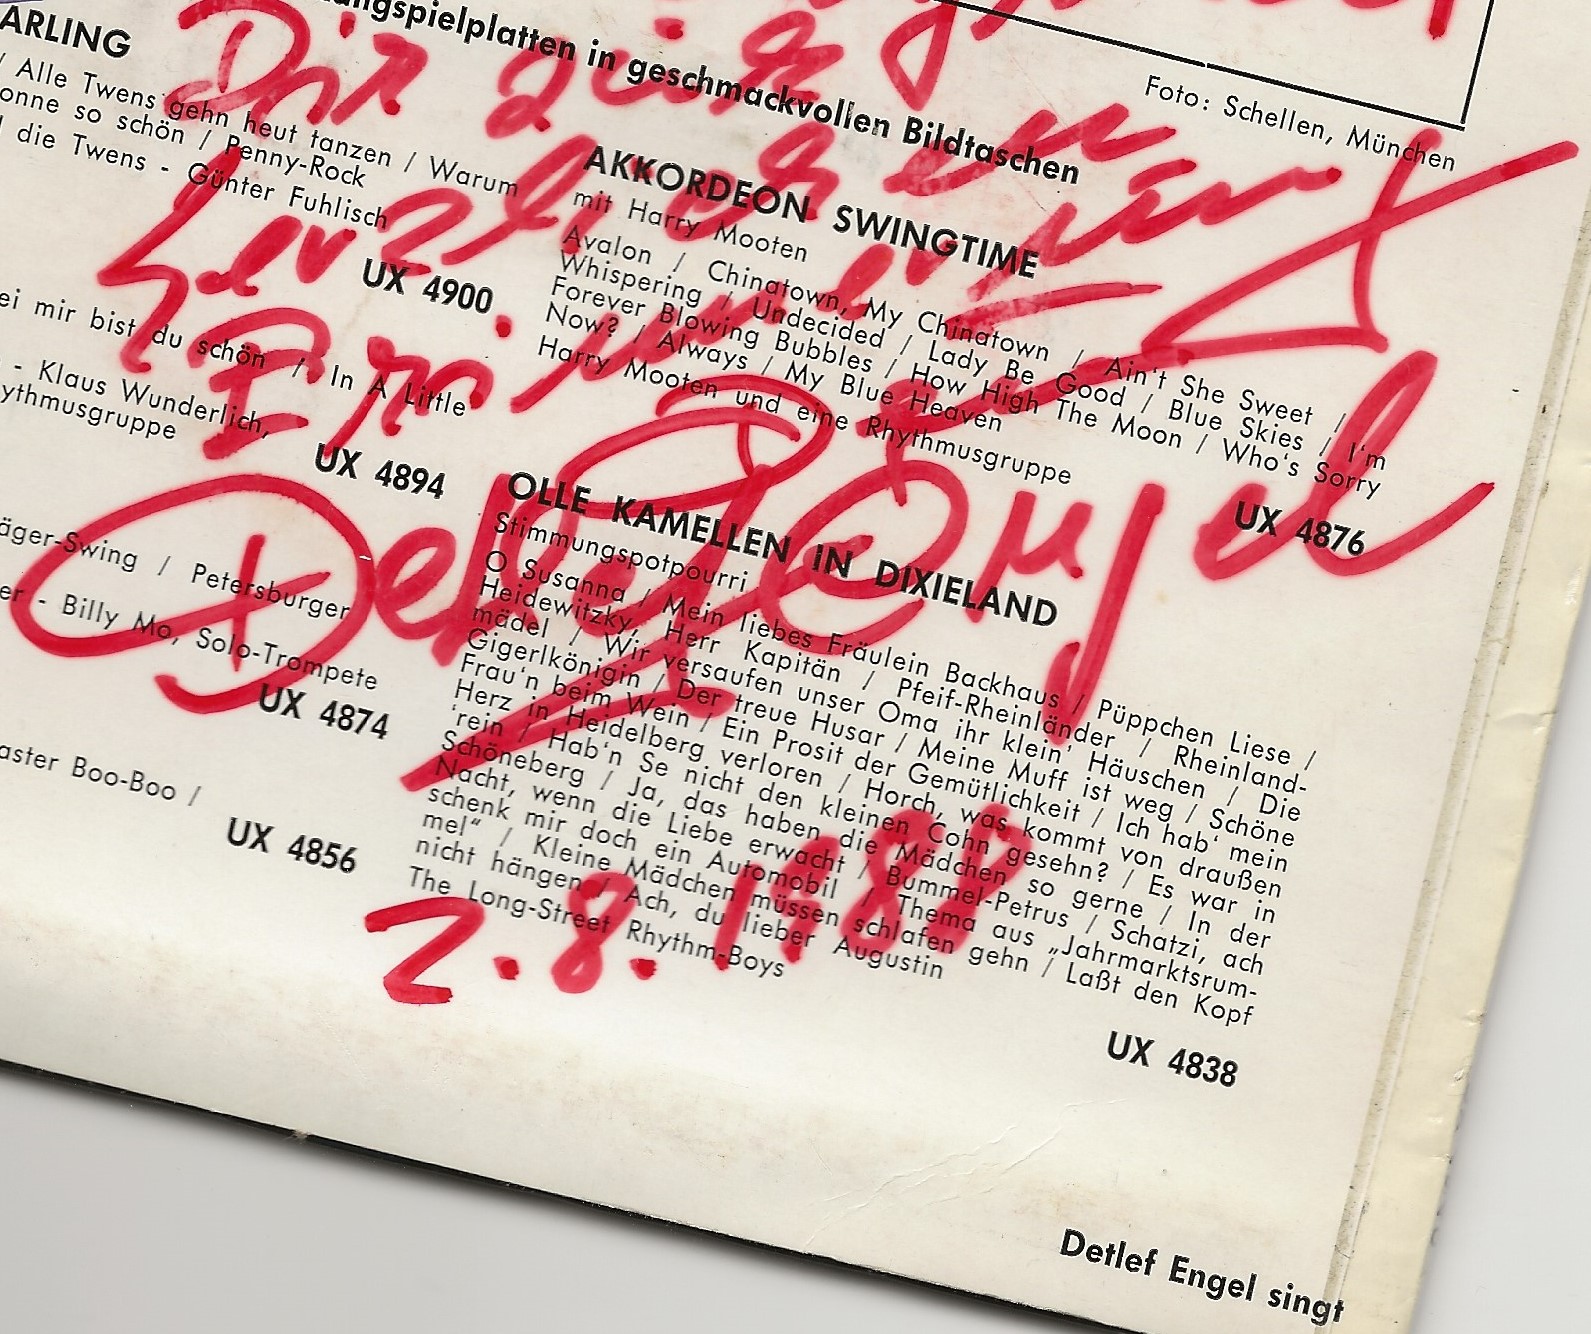 ungspielplatten in geschmackvollen Bildtaschen
Foto: Schellen, München
ARLING
/ Alle Twens gehn heut tanzen / Warum
onne so schön / Penny-Rock
die Twens - Günter Fuhlisch
UX 4900
ei mir bist du schön / In A Little
- Klaus Wunderlich,
ythmusgruppe
UX 4894
äger-Swing / Petersburger
er - Billy Mo, Solo-Trompete
UX 4874
aster Boo-Boo /
UX 4856
AKKORDEON SWINGTIME
mit Harry Mooten
Avalon / Chinatown, My Chinatown / Ain't She Sweet /
Whispering / Undecided / Lady Be Good / Blue Skies / I'm
Forever Blowing Bubbles / How High The Moon / Who's Sorry
Now? / Always / My Blue Heaven
Harry Mooten und eine Rhythmusgruppe
UX 4876
OLLE KAMELLEN IN DIXIELAND
Stimmungspotpourri
O Susanna / Mein liebes Fräulein Backhaus / Püppchen Liese /
Heidewitzky, Herr Kapitän / Pfeif-Rheinländer / Rheinland-
mädel / Wir versaufen unser Oma ihr klein' Häuschen / Die
Gigerlkönigin / Der treue Husar / Meine Muff ist weg / Schöne
Frau'n beim Wein / Ein Prosit der Gemütlichkeit / Ich hab' mein
Herz in Heidelberg verloren / Horch, was kommt von draußen
'rein / Hab'n Se nicht den kleinen Cohn gesehn? / Es war in
Schöneberg / Ja, das haben die Mädchen so gerne / In der
Nacht, wenn die Liebe erwacht / Bummel-Petrus / Schatzi, ach
schenk mir doch ein Automobil / Thema aus „Jahrmarktsrum-
mel“ / Kleine Mädchen müssen schlafen gehn / Laßt den Kopf
nicht hängen / Ach, du lieber Augustin
The Long-Street Rhythm-Boys
UX 4838
Dir
Detlef Engel
2.8.1988
Detlef Engel singt